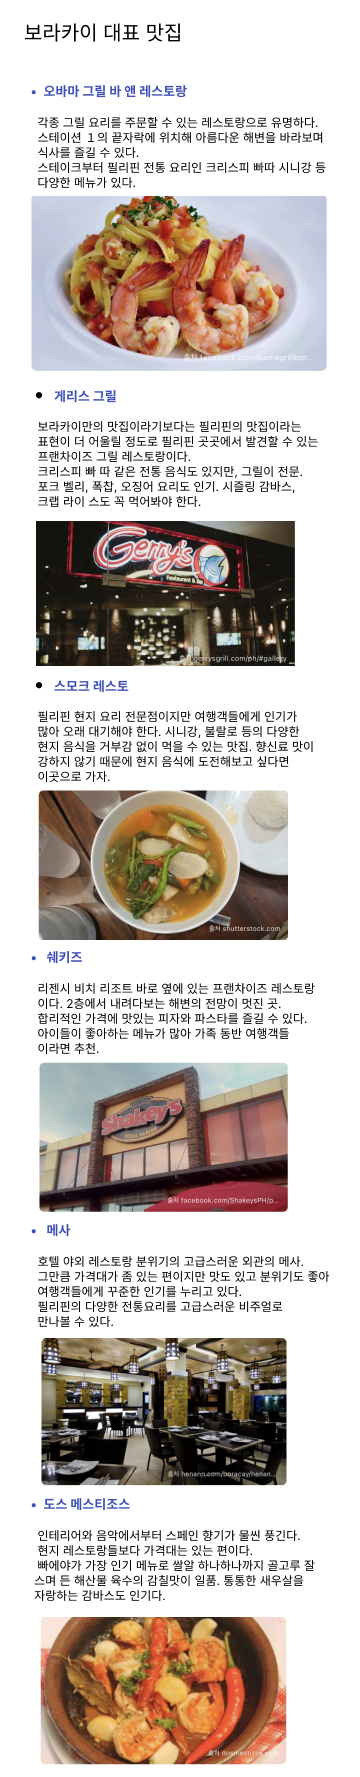 보라카이 대표 맛집
• 오바마 그릴 바 앤 레스토랑
각종 그릴 요리를 주문할 수 있는 레스토랑으로 유명하다.
스테이션 1의 끝자락에 위치해 아름다운 해변을 바라보며
식사를 즐길 수 있다.
스테이크부터 필리핀 전통 요리인 크리스피 빠따 시니강 등
다양한 메뉴가 있다.
출처 facebook.com/bamagrillbor...
• 게리스 그릴
보라카이만의 맛집이라기보다는 필리핀의 맛집이라는
표현이 더 어울릴 정도로 필리핀 곳곳에서 발견할 수 있는
프랜차이즈 그릴 레스토랑이다.
크리스피 빠 따 같은 전통 음식도 있지만, 그릴이 전문.
포크 벨리, 폭찹, 오징어 요리도 인기. 시즐링 감바스,
크랩 라이 스도 꼭 먹어봐야 한다.
Gerry's
Restaurant & Bar
출처 gerrysgrill.com/ph/#gallery
• 스모크 레스토
필리핀 현지 요리 전문점이지만 여행객들에게 인기가
많아 오래 대기해야 한다. 시니강, 불랄로 등의 다양한
현지 음식을 거부감 없이 먹을 수 있는 맛집. 향신료 맛이
강하지 않기 때문에 현지 음식에 도전해보고 싶다면
이곳으로 가자.
출처 shutterstock.com
• 쉐키즈
리젠시 비치 리조트 바로 옆에 있는 프랜차이즈 레스토랑
이다. 2층에서 내려다보는 해변의 전망이 멋진 곳.
합리적인 가격에 맛있는 피자와 파스타를 즐길 수 있다.
아이들이 좋아하는 메뉴가 많아 가족 동반 여행객들
이라면 추천.
Shakey's
PIZZA PARLOR
출처 facebook.com/ShakeysPH/p...
• 메사
호텔 야외 레스토랑 분위기의 고급스러운 외관의 메사.
그만큼 가격대가 좀 있는 편이지만 맛도 있고 분위기도 좋아
여행객들에게 꾸준한 인기를 누리고 있다.
필리핀의 다양한 전통요리를 고급스러운 비주얼로
만나볼 수 있다.
출처 henann.com/boracay/henan...
• 도스 메스티조스
인테리어와 음악에서부터 스페인 향기가 물씬 풍긴다.
현지 레스토랑들보다 가격대는 있는 편이다.
빠에야가 가장 인기 메뉴로 쌀알 하나하나까지 골고루 잘
스며 든 해산물 육수의 감칠맛이 일품. 통통한 새우살을
자랑하는 감바스도 인기다.
출처 dosmestizos.com